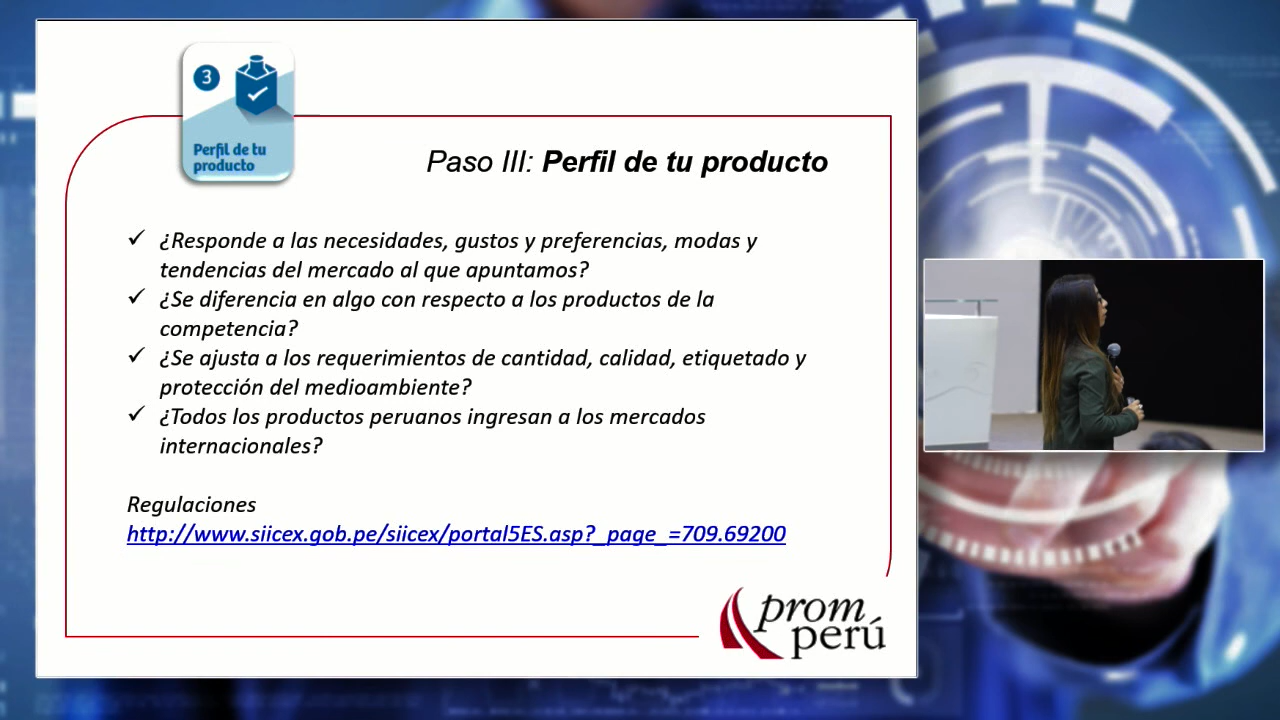 3
Perfil de tu
producto
Paso III: Perfil de tu producto
✓ ¿Responde a las necesidades, gustos y preferencias, modas y
tendencias del mercado al que apuntamos?
✓ ¿Se diferencia en algo con respecto a los productos de la
competencia?
✓ ¿Se ajusta a los requerimientos de cantidad, calidad, etiquetado y
protección del medioambiente?
✓ ¿Todos los productos peruanos ingresan a los mercados
internacionales?
Regulaciones
http://www.siicex.gob.pe/siicex/portal5ES.asp?_page_=709.69200
prom
perú